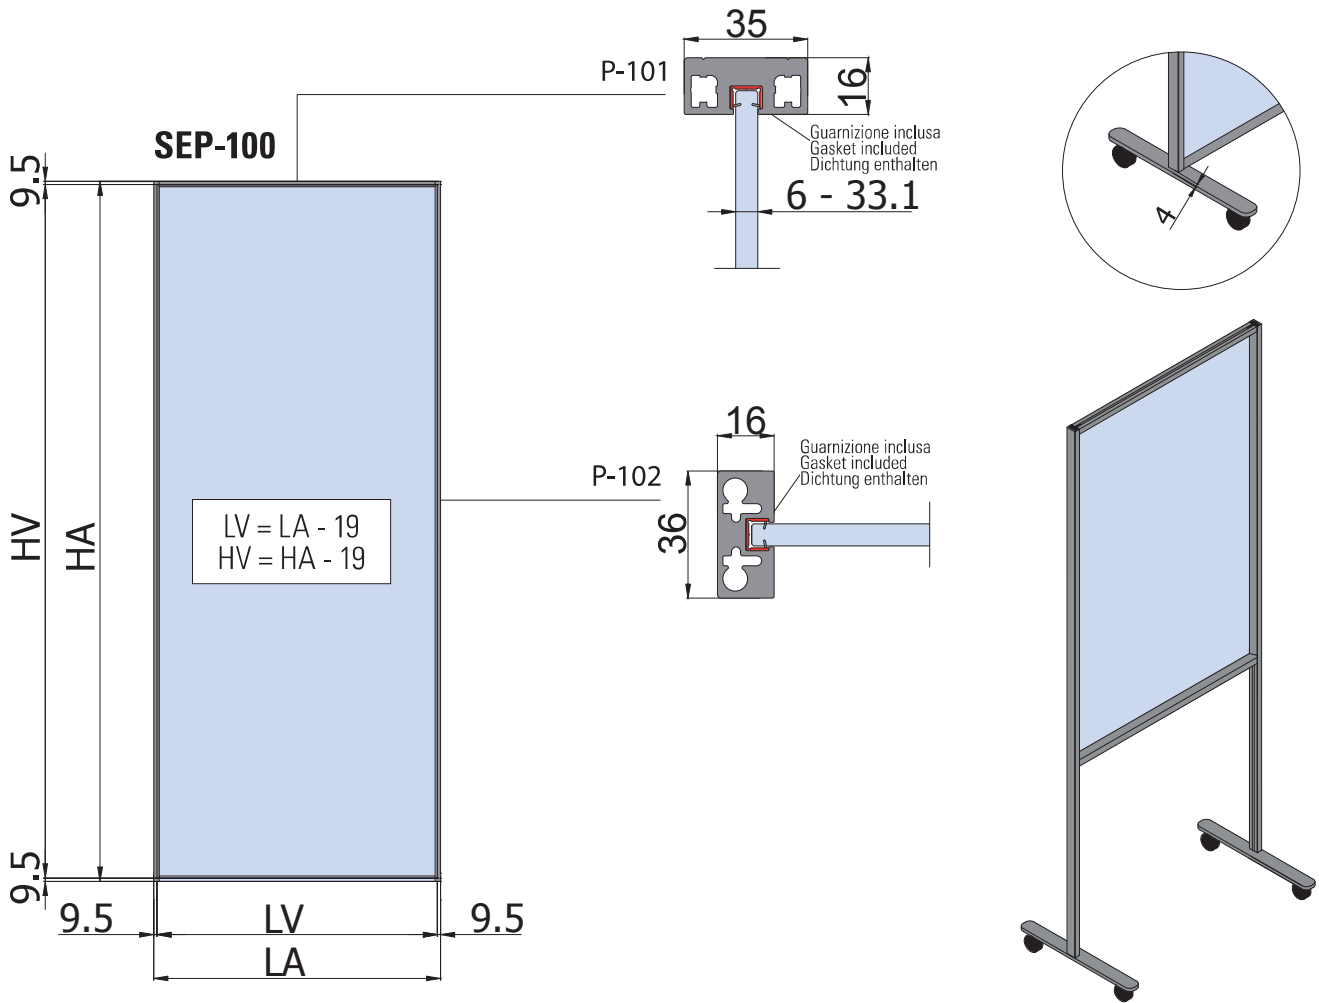 35
P-101
16
Guarnizione inclusa
Gasket included
Dichtung enthalten
SEP-100
9.5
6 - 33.1
4
16
Guarnizione inclusa
Gasket included
Dichtung enthalten
P-102
36
HV
HA
LV = LA - 19
HV = HA - 19
9.5
9.5
LV
9.5
LA